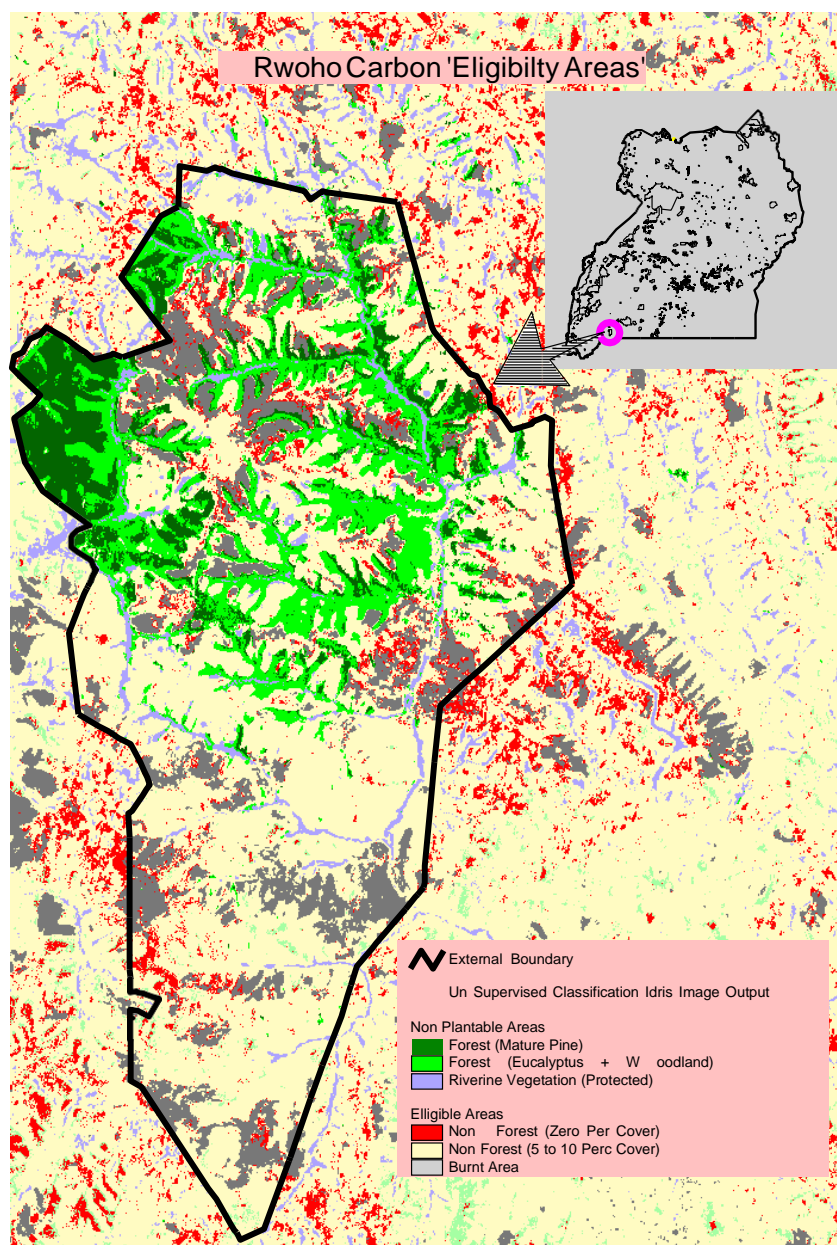 Rwoho Carbon 'Eligibilty Areas'
External Boundary
Un Supervised Classification Idris Image Output
Non Plantable Areas
Forest (Mature Pine)
Forest (Eucalyptus + W oodland)
Riverine Vegetation (Protected)
Elligible Areas
Non Forest (Zero Per Cover)
Non Forest (5 to 10 Perc Cover)
Burnt Area